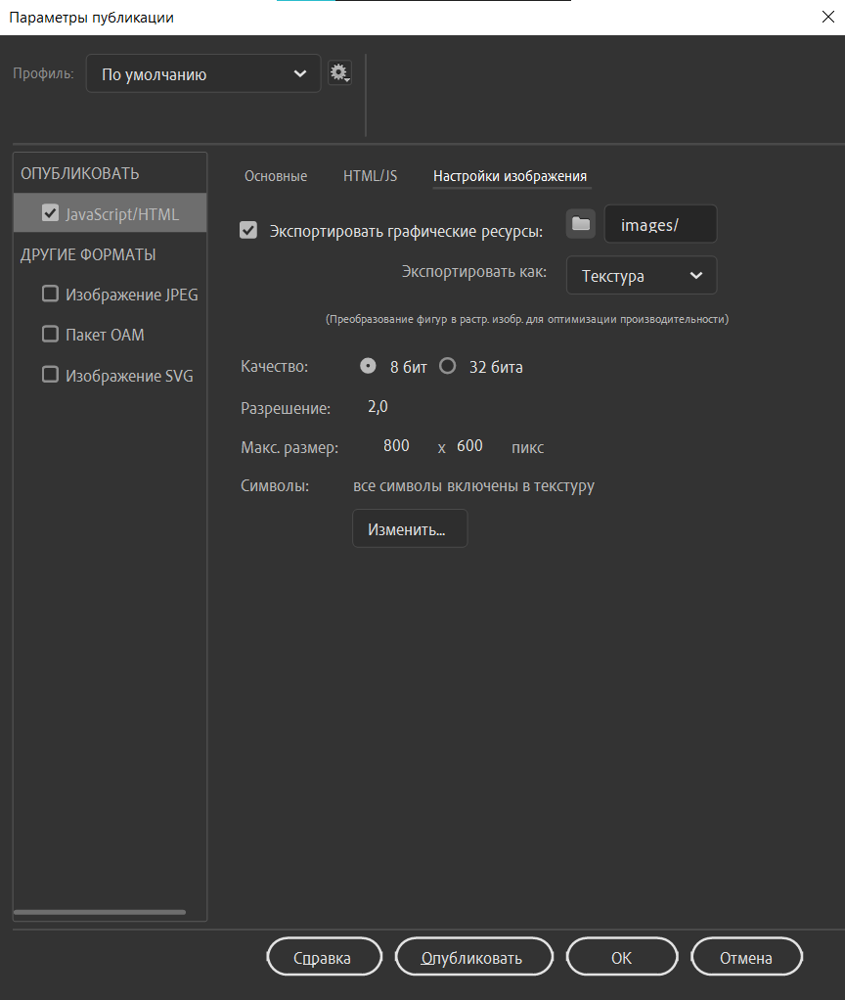 Параметры публикации
Профиль: По умолчанию
ОПУБЛИКОВАТЬ
JavaScript/HTML
ДРУГИЕ ФОРМАТЫ
Изображение JPEG
Пакет OAM
Изображение SVG
Основные HTML/JS Настройки изображения
Экспортировать графические ресурсы: images/
Экспортировать как: Текстура
(Преобразование фигур в растр. изобр. для оптимизации производительности)
Качество: 8 бит 32 бита
Разрешение: 2,0
Макс. размер: 800 x 600 пикс
Символы: все символы включены в текстуру
Изменить...
Справка Опубликовать ОК Отмена